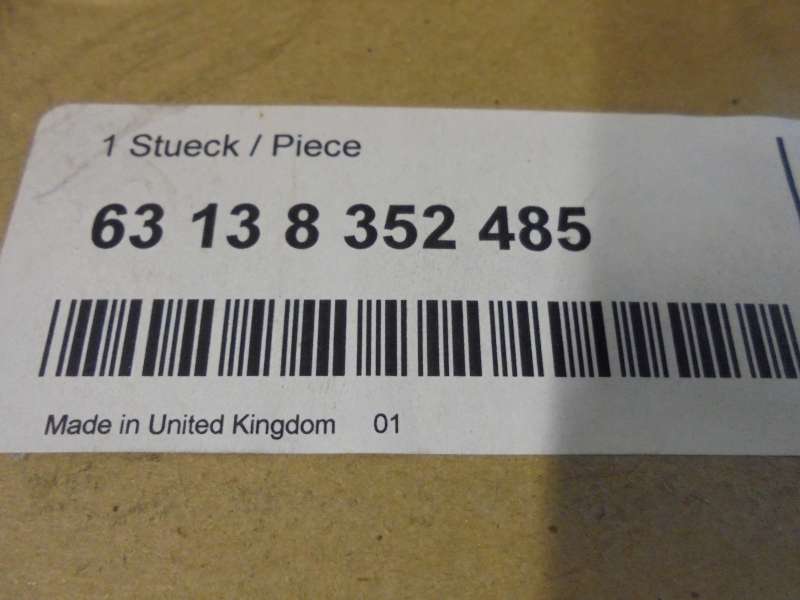 1 Stueck / Piece
63 13 8 352 485
Made in United Kingdom 01